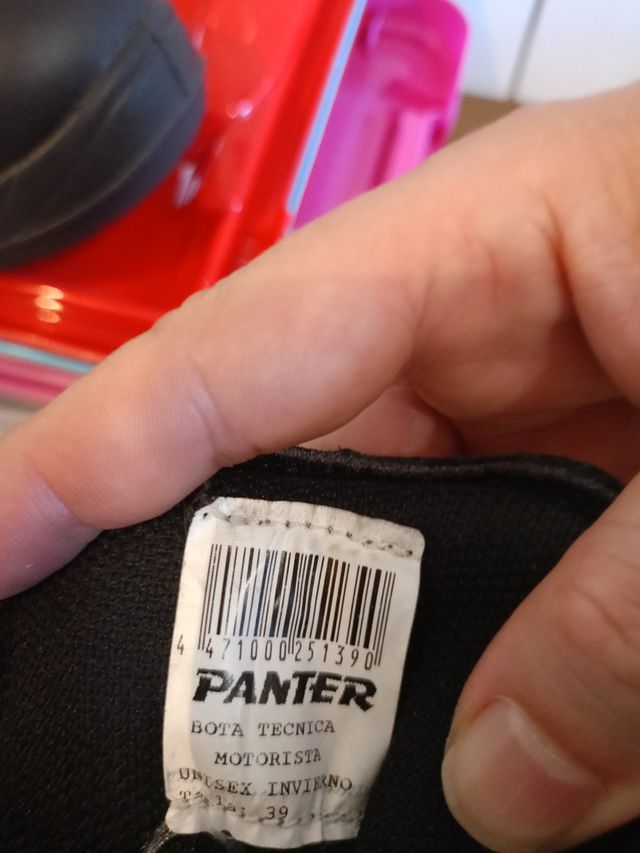 4 471000 251390
PANTER
BOTA TECNICA
MOTORISTA
UNISEX INVIERNO
Talla: 39